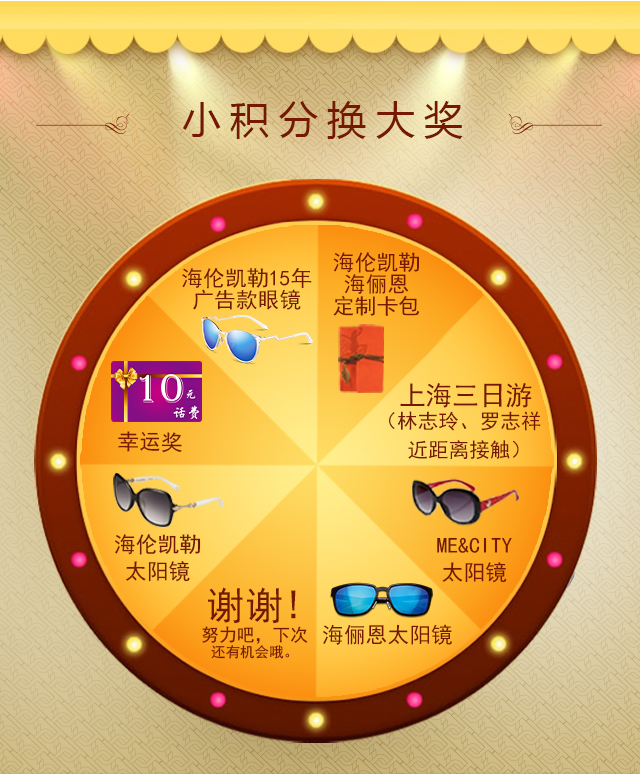 小积分换大奖
海伦凯勒15年
广告款眼镜
海伦凯勒
海俪恩
定制卡包
上海三日游
（林志玲、罗志祥
近距离接触）
ME&CITY
太阳镜
海俪恩太阳镜
谢谢!
努力吧，下次
还有机会哦。
海伦凯勒
太阳镜
10元
话费
幸运奖